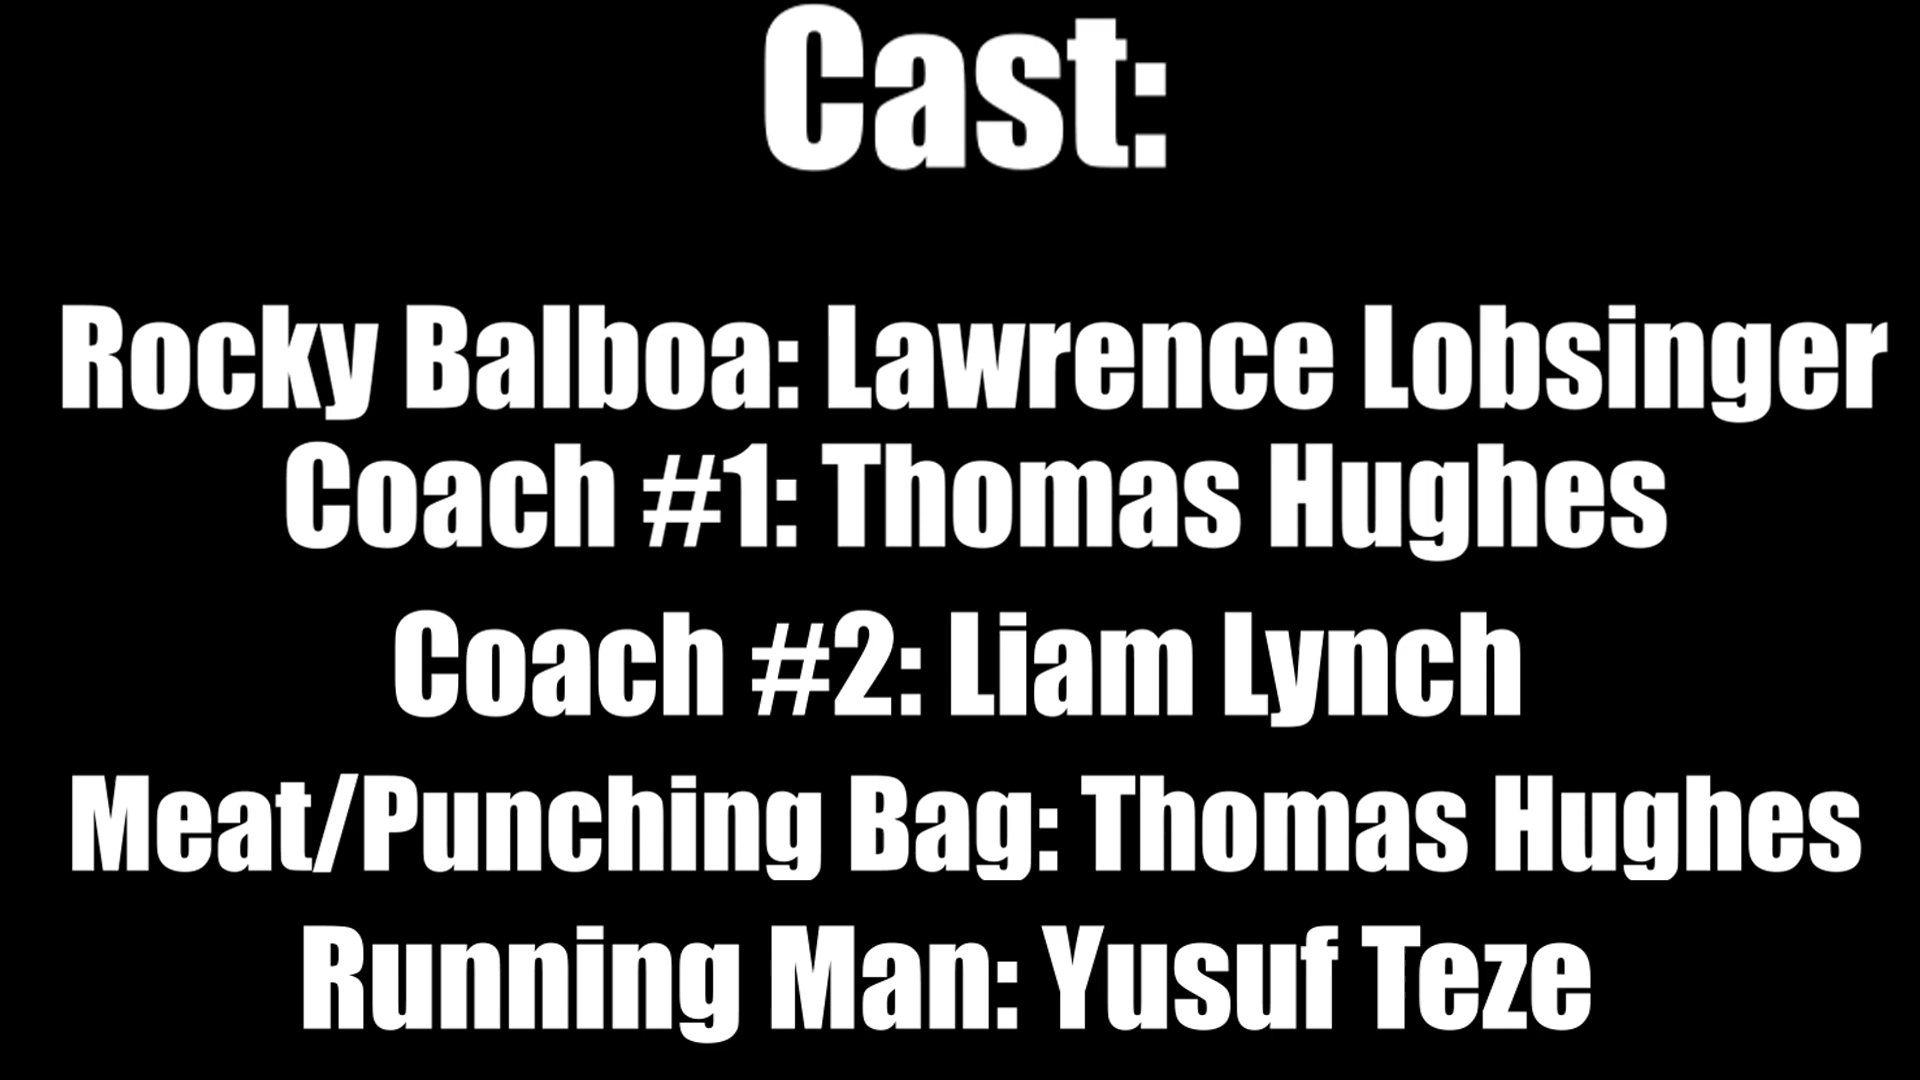 Cast:
Rocky Balboa: Lawrence Lobsinger
Coach #1: Thomas Hughes
Coach #2: Liam Lynch
Meat/Punching Bag: Thomas Hughes
Running Man: Yusuf Teze